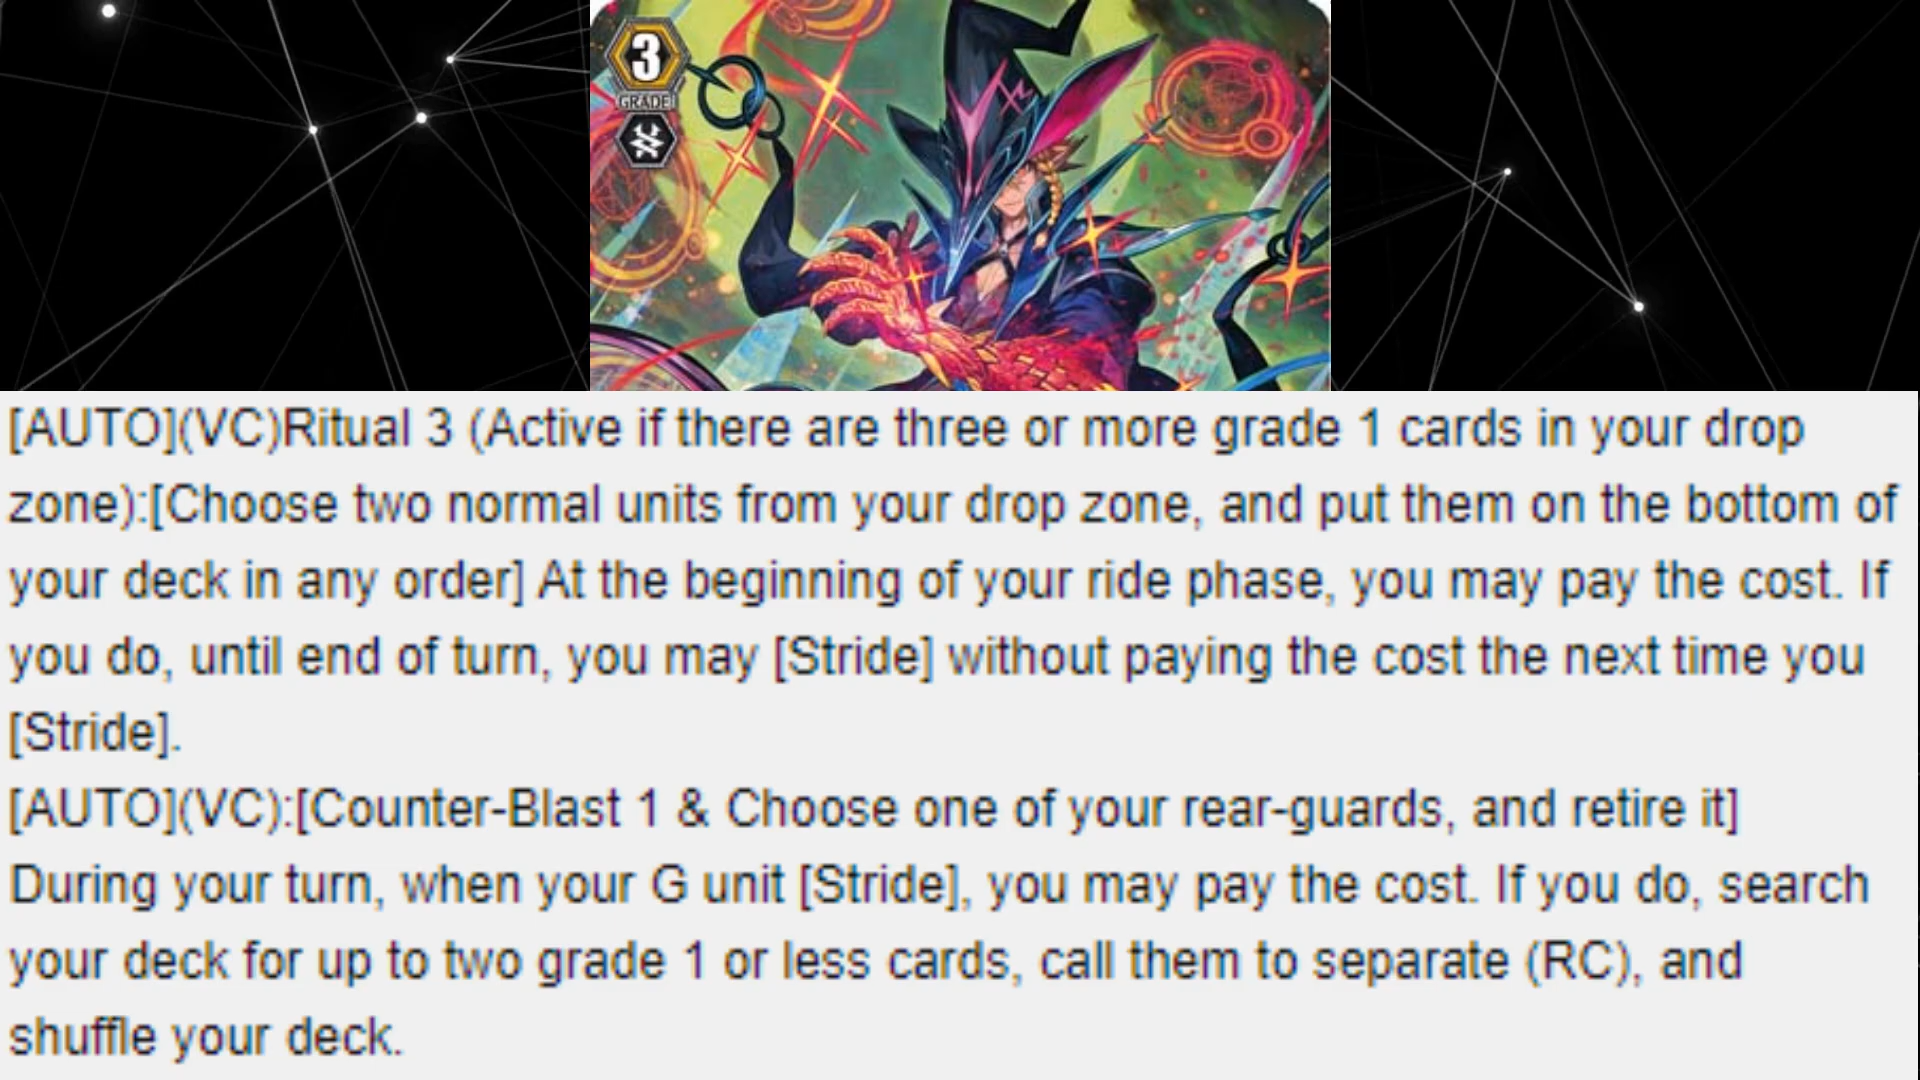 3
GRADE
[AUTO](VC)Ritual 3 (Active if there are three or more grade 1 cards in your drop
zone):[Choose two normal units from your drop zone, and put them on the bottom of
your deck in any order] At the beginning of your ride phase, you may pay the cost. If
you do, until end of turn, you may [Stride] without paying the cost the next time you
[Stride].
[AUTO](VC):[Counter-Blast 1 & Choose one of your rear-guards, and retire it]
During your turn, when your G unit [Stride], you may pay the cost. If you do, search
your deck for up to two grade 1 or less cards, call them to separate (RC), and
shuffle your deck.